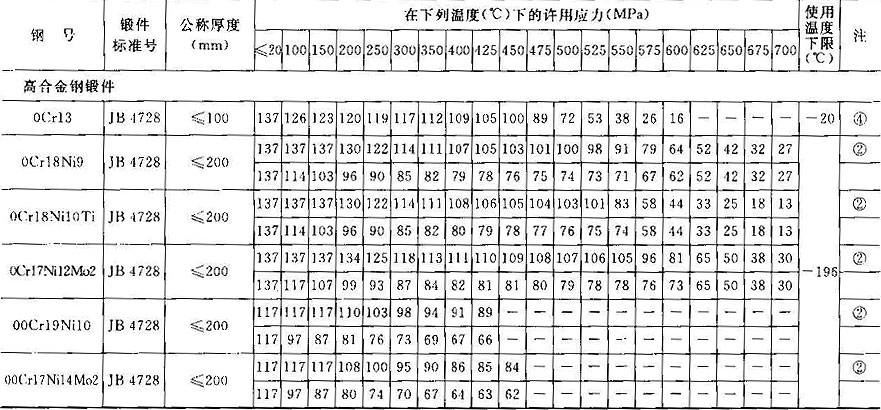 钢 号 锻件标准号 公称厚度(mm) 在下列温度(℃)下的许用应力(MPa) 使用温度下限(℃) 注
≤20 100 150 200 250 300 350 400 425 450 475 500 525 550 575 600 625 650 675 700
高合金钢锻件
0Cr13 JB 4728 ≤100 137 126 123 120 119 117 112 109 105 100 89 72 53 38 26 16 -20 ④
0Cr18Ni9 JB 4728 ≤200 137 137 137 130 122 114 111 107 105 103 101 100 98 91 79 64 52 42 32 27 ②
137 114 103 96 90 85 82 79 78 76 75 74 73 71 67 62 52 42 32 27
0Cr18Ni10Ti JB 4728 ≤200 137 137 137 130 122 114 111 108 106 105 104 103 101 83 58 44 33 25 18 13 ②
137 114 103 96 90 85 82 80 79 78 77 76 75 74 58 44 33 25 18 13
0Cr17Ni12Mo2 JB 4728 ≤200 137 137 137 134 125 118 113 111 110 109 108 107 106 105 96 81 65 50 38 30 -196 ②
137 117 107 99 93 87 84 82 81 81 80 79 78 78 76 73 65 50 38 30
00Cr19Ni10 JB 4728 ≤200 117 117 117 110 103 98 94 91 89 — — — — — — — — — — — ②
117 97 87 81 76 73 69 67 66 — — — — — — — — — — —
00Cr17Ni14Mo2 JB 4728 ≤200 117 117 117 108 100 95 90 86 85 84 — — — — — — — — — — ②
117 97 87 80 74 70 67 64 63 62 — — — — — — — — — —